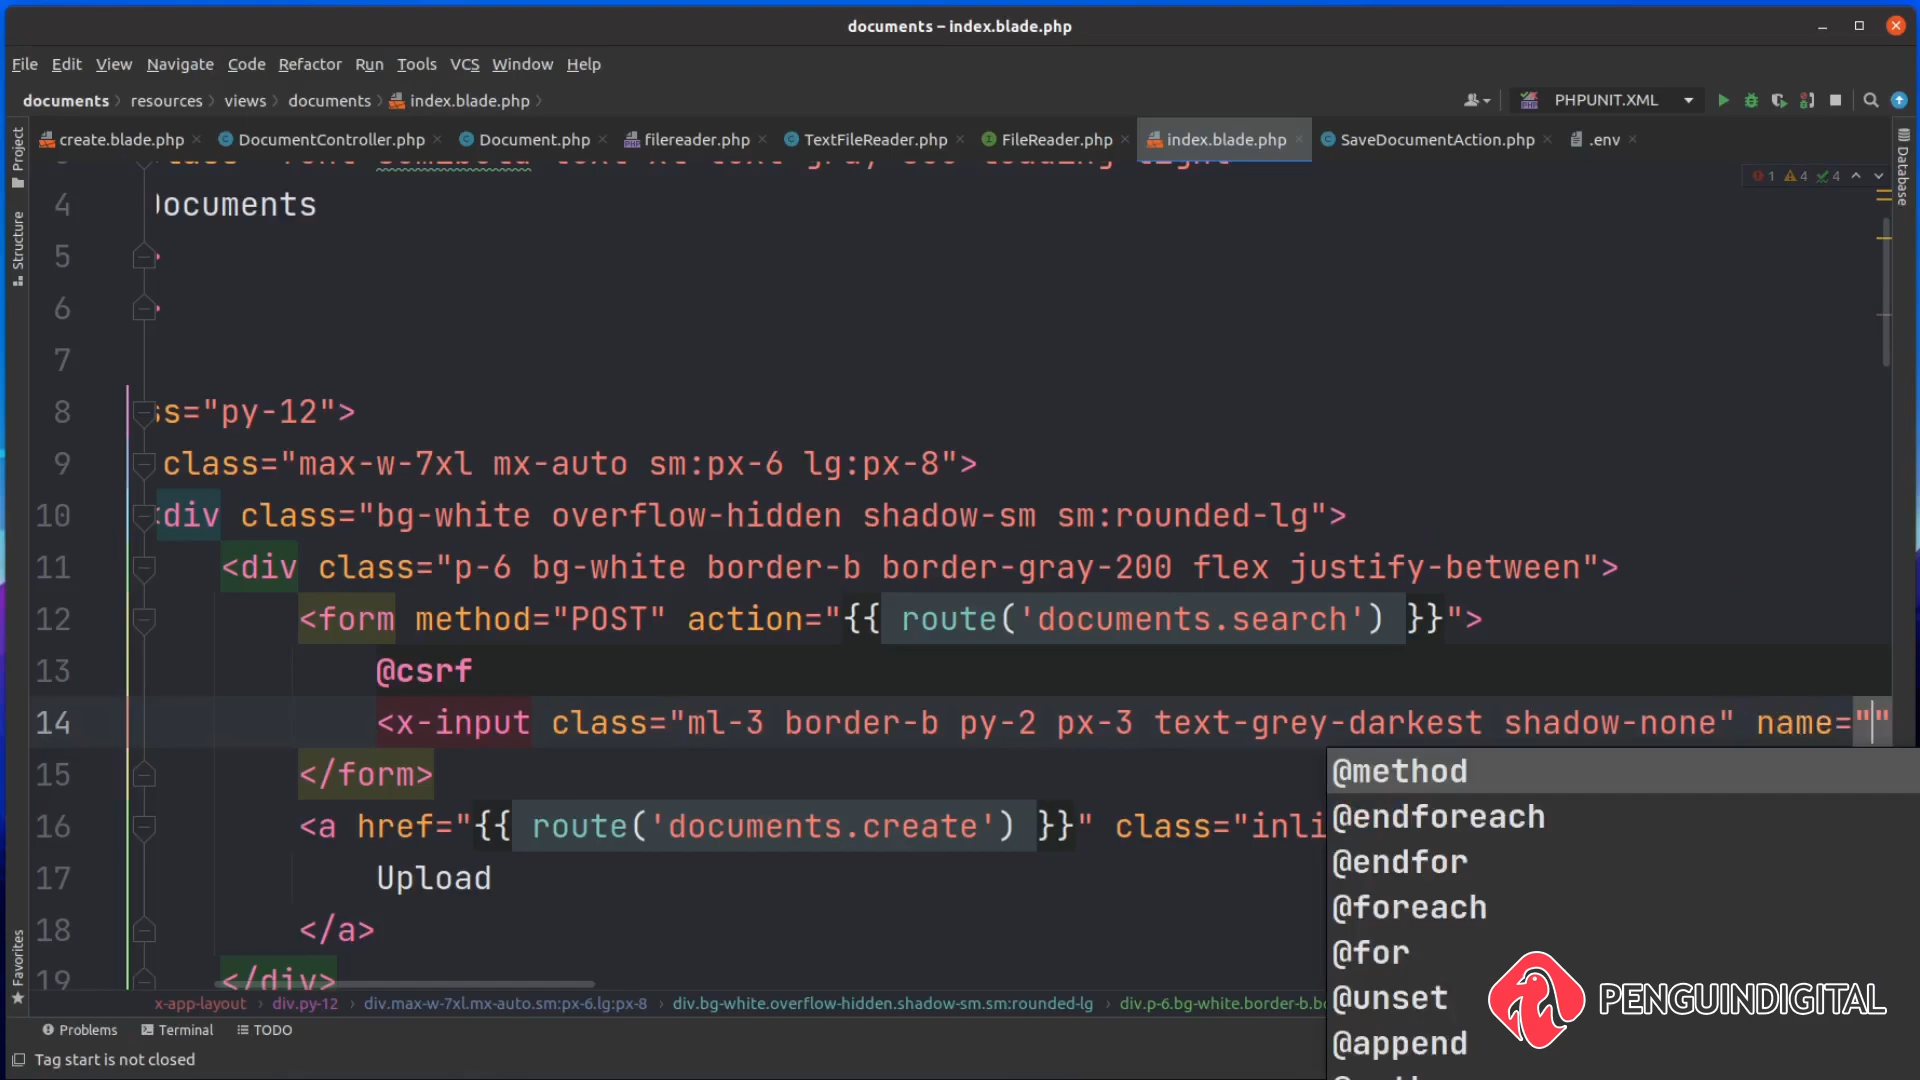 documents – index.blade.php
File Edit View Navigate Code Refactor Run Tools VCS Window Help
documents resources views documents index.blade.php
PHPUNIT.XML
create.blade.php DocumentController.php Document.php filereader.php TextFileReader.php FileReader.php index.blade.php SaveDocumentAction.php .env
Project
Structure
Favorites
Database
1 4 4
4 Documents
5
6
7
8 ss="py-12">
9 class="max-w-7xl mx-auto sm:px-6 lg:px-8">
10 <div class="bg-white overflow-hidden shadow-sm sm:rounded-lg">
11 <div class="p-6 bg-white border-b border-gray-200 flex justify-between">
12 <form method="POST" action="{{ route('documents.search') }}">
13 @csrf
14 <x-input class="ml-3 border-b py-2 px-3 text-grey-darkest shadow-none" name=""
15 </form>
16 <a href="{{ route('documents.create') }}" class="inli
17 Upload
18 </a>
19 </div>
@method
@endforeach
@endfor
@foreach
@for
@unset
@append
PENGUINDIGITAL
x-app-layout div.py-12 div.max-w-7xl.mx-auto.sm:px-6.lg:px-8 div.bg-white.overflow-hidden.shadow-sm.sm:rounded-lg div.p-6.bg-white.border-b.bo
Problems Terminal TODO
Tag start is not closed